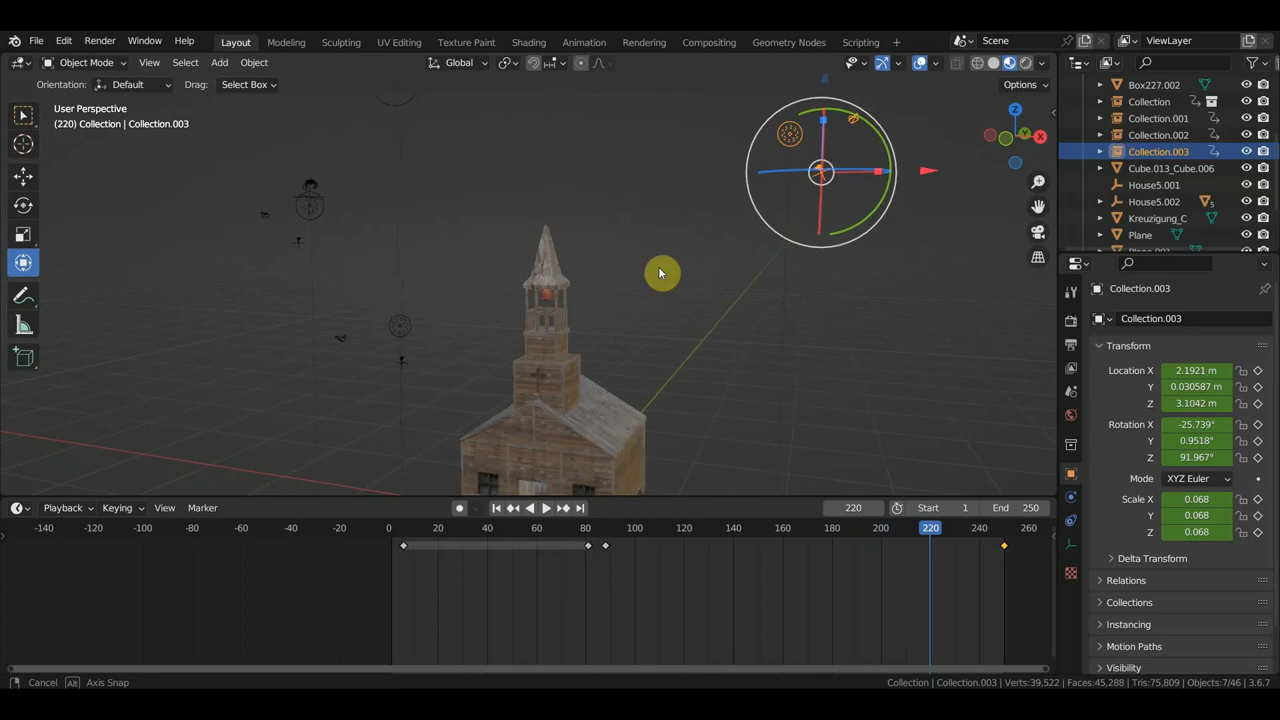 File Edit Render Window Help Layout Modeling Sculpting UV Editing Texture Paint Shading Animation Rendering Compositing Geometry Nodes Scripting + Scene ViewLayer
Object Mode View Select Add Object Global
Orientation: Default Drag: Select Box Options
User Perspective
(220) Collection | Collection.003
Z
Y
X
Box227.002
Collection
Collection.001
Collection.002
Collection.003
Cube.013_Cube.006
House5.001
House5.002 5
Kreuzigung_C
Plane
Collection.003
Collection.003
Transform
Location X 2.1921 m
Y 0.030587 m
Z 3.1042 m
Rotation X -25.739°
Y 0.9518°
Z 91.967°
Mode XYZ Euler
Scale X 0.068
Y 0.068
Z 0.068
Delta Transform
Relations
Collections
Instancing
Motion Paths
Visibility
Playback Keying View Marker 220 Start 1 End 250
-140 -120 -100 -80 -60 -40 -20 0 20 40 60 80 100 120 140 160 180 200 220 240 260
Cancel Alt Axis Snap Collection | Collection.003 | Verts:39,522 | Faces:45,288 | Tris:75,809 | Objects:7/46 | 3.6.7